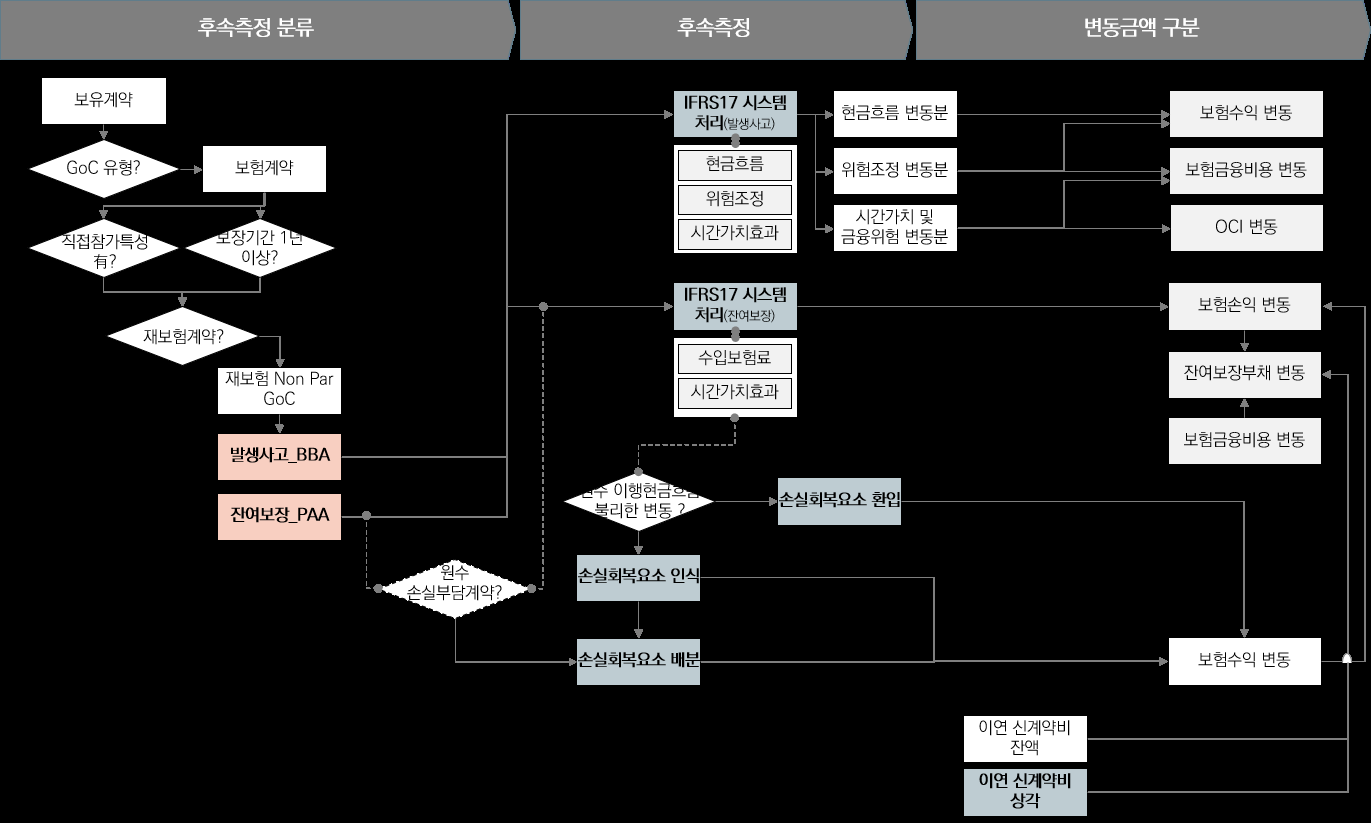 후속측정 분류
후속측정
변동금액 구분
보유계약
GoC 유형?
보험계약
직접참가특성
有?
보장기간 1년
이상?
재보험계약?
재보험 Non Par
GoC
발생사고_BBA
잔여보장_PAA
원수
손실부담계약?
IFRS17 시스템
처리(발생사고)
현금흐름
위험조정
시간가치효과
현금흐름 변동분
위험조정 변동분
시간가치 및
금융위험 변동분
보험수익 변동
보험금융비용 변동
OCI 변동
IFRS17 시스템
처리(잔여보장)
수입보험료
시간가치효과
원수 이행현금흐름
불리한 변동 ?
손실회복요소 환입
손실회복요소 인식
손실회복요소 배분
보험손익 변동
잔여보장부채 변동
보험금융비용 변동
보험수익 변동
이연 신계약비
잔액
이연 신계약비
상각